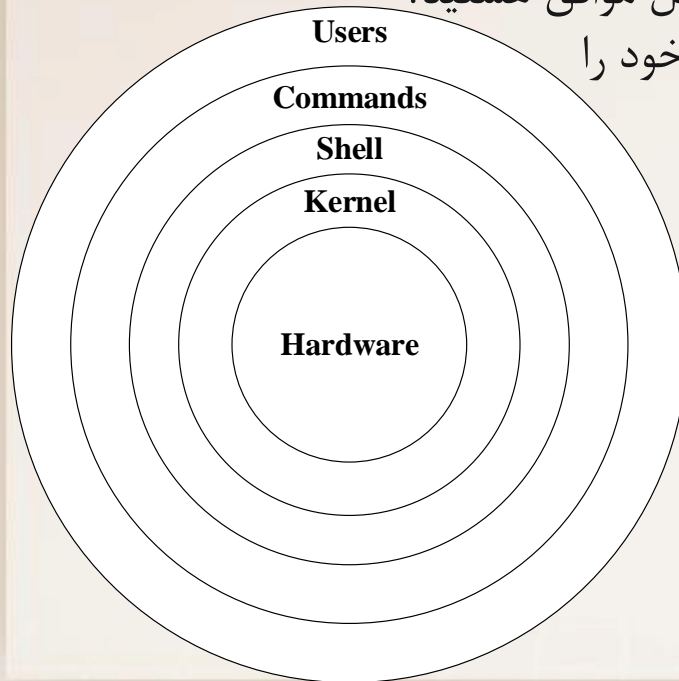 موافق هستید؟
خود را
Users
Commands
Shell
Kernel
Hardware